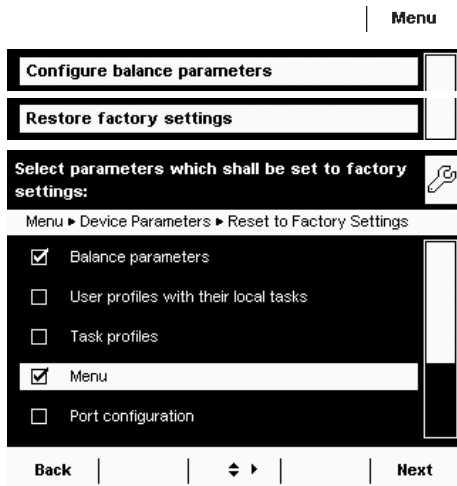 Menu
Configure balance parameters
Restore factory settings
Select parameters which shall be set to factory
settings:
Menu ▸ Device Parameters ▸ Reset to Factory Settings
Balance parameters
User profiles with their local tasks
Task profiles
Menu
Port configuration
Back Next